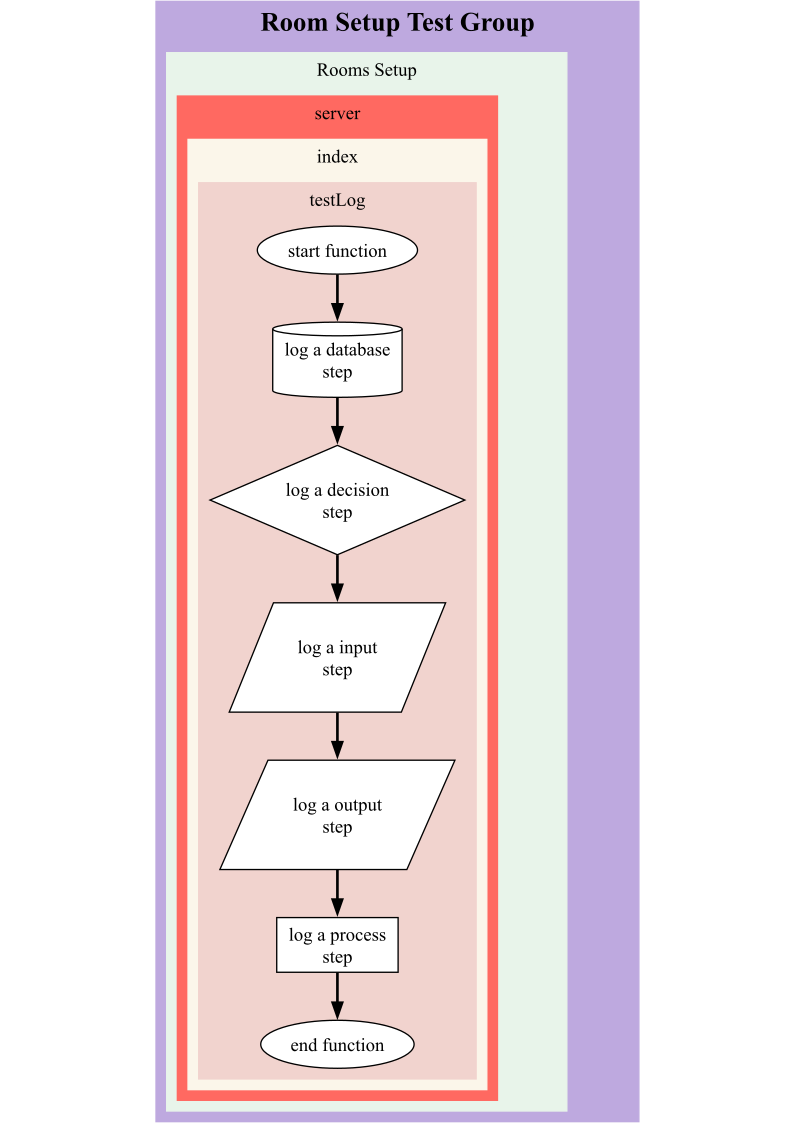 Room Setup Test Group
Rooms Setup
server
index
testLog
start function
log a database
step
log a decision
step
log a input
step
log a output
step
log a process
step
end function